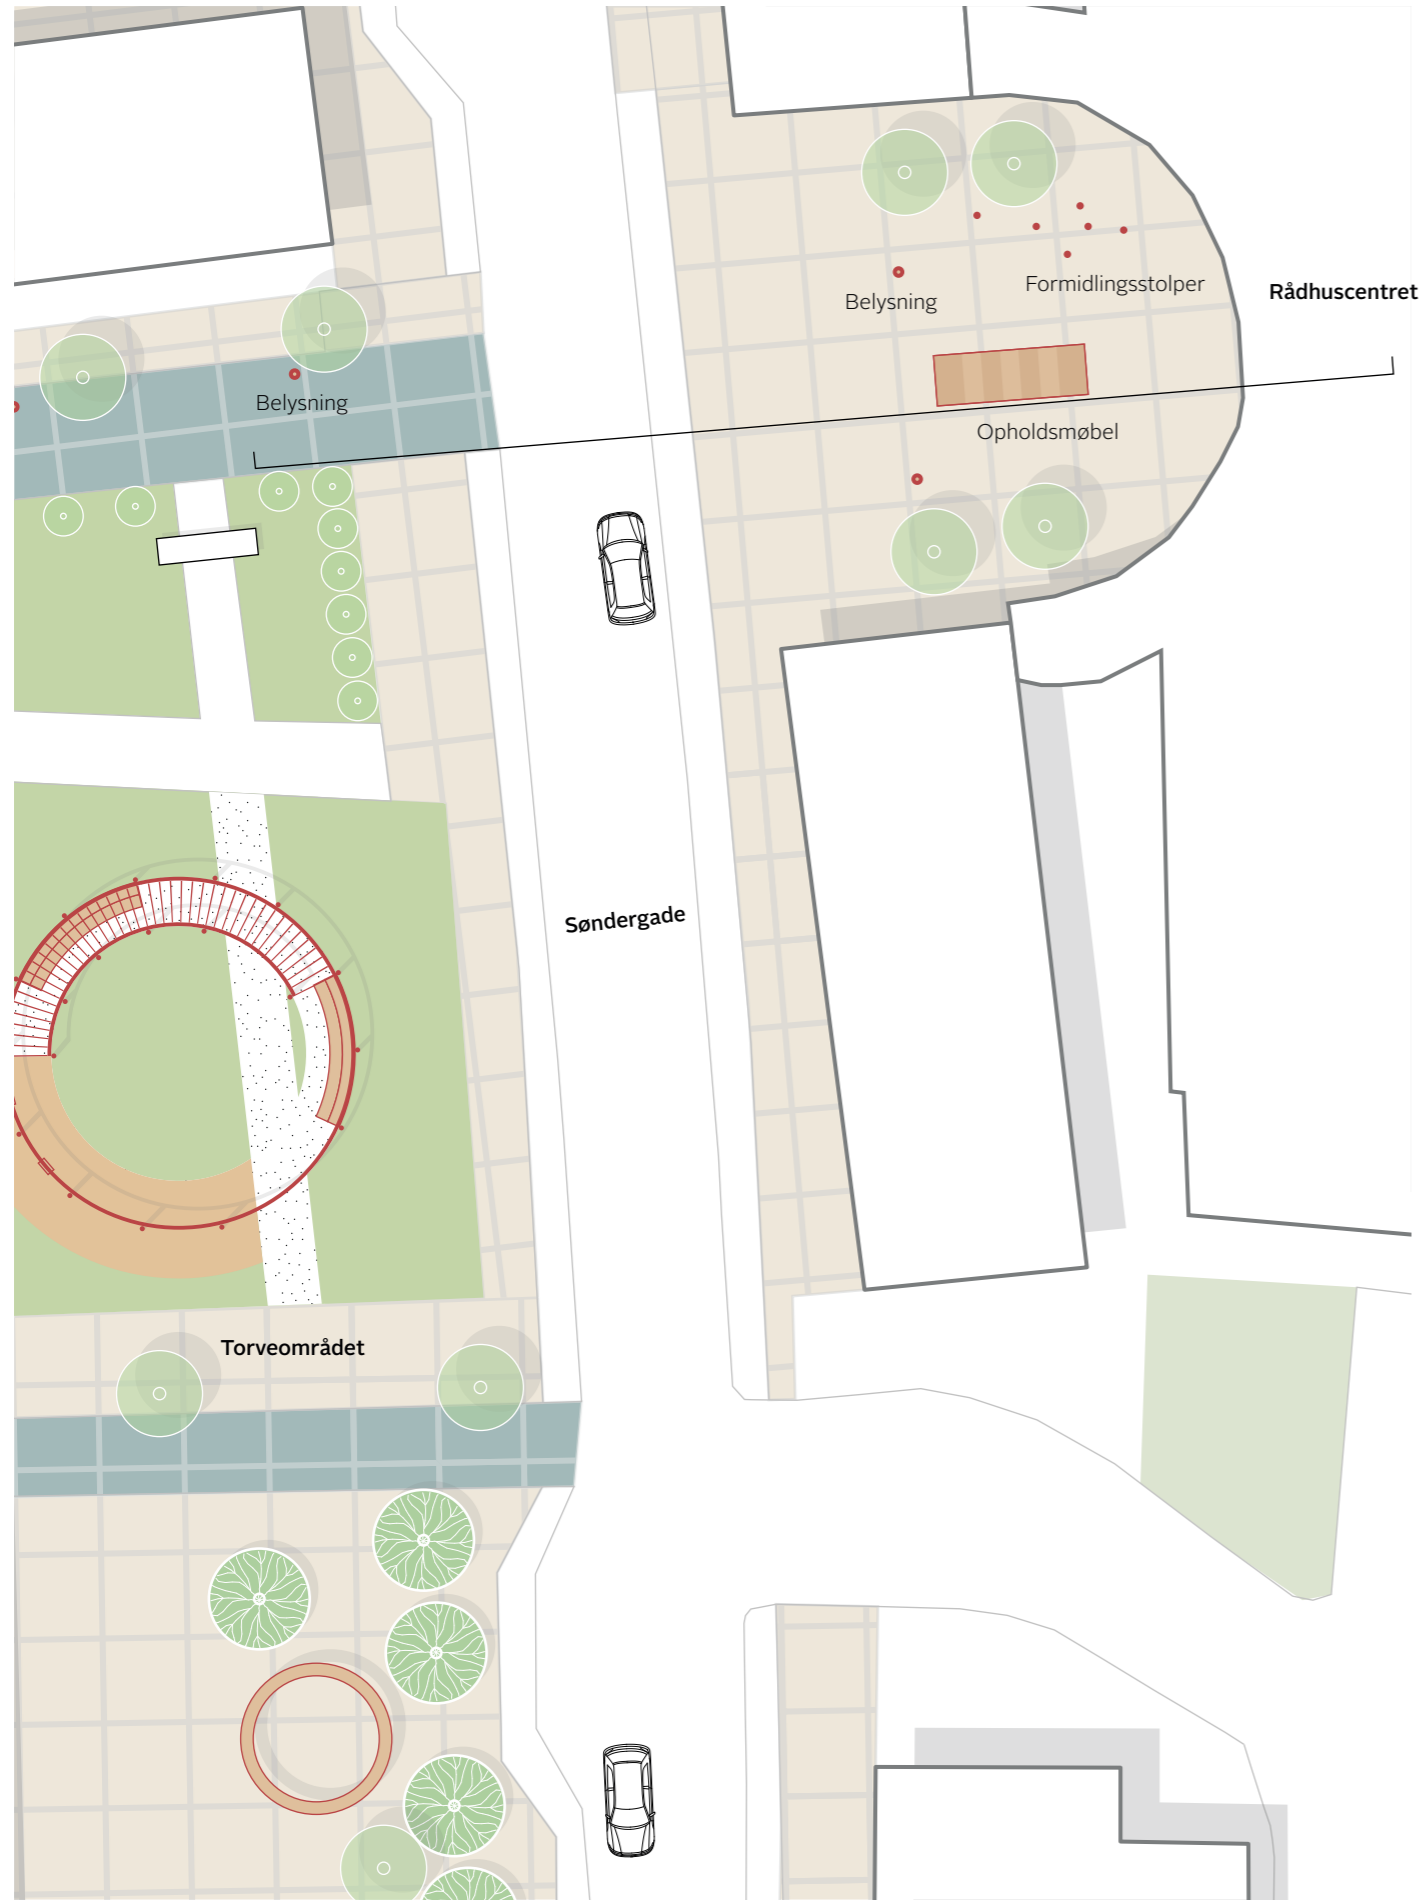 Formidlingsstolper
Rådhuscentret
Belysning
Belysning
Opholdsmøbel
Søndergade
Torveområdet